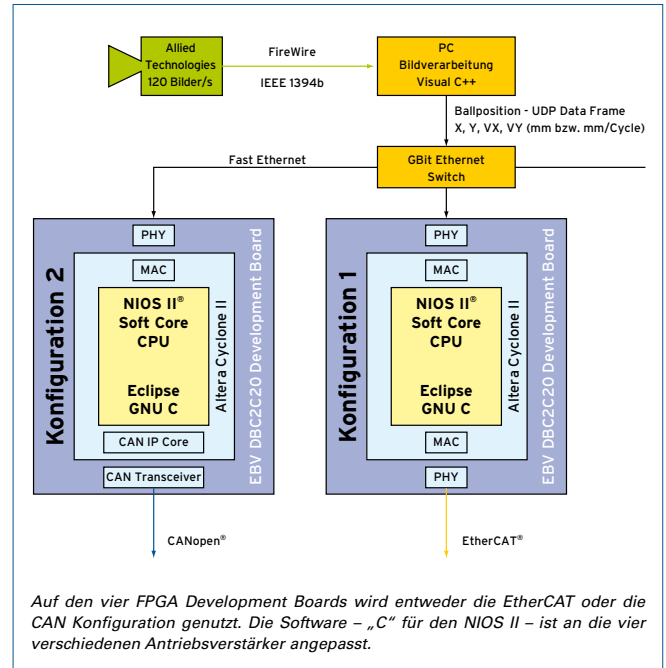 Allied
Technologies
120 Bilder/s
FireWire
IEEE 1394b
PC
Bildverarbeitung
Visual C++
Ballposition - UDP Data Frame
X, Y, VX, VY (mm bzw. mm/Cycle)
Fast Ethernet
GBit Ethernet
Switch
Konfiguration 2
PHY
MAC
NIOS II®
Soft Core
CPU
Eclipse
GNU C
CAN IP Core
CAN Transceiver
Altera Cyclone II
EBV DBC2C20 Development Board
CANopen®
Konfiguration 1
PHY
MAC
NIOS II®
Soft Core
CPU
Eclipse
GNU C
MAC
PHY
Altera Cyclone II
EBV DBC2C20 Development Board
EtherCAT®
Auf den vier FPGA Development Boards wird entweder die EtherCAT oder die
CAN Konfiguration genutzt. Die Software – „C“ für den NIOS II – ist an die vier
verschiedenen Antriebsverstärker angepasst.